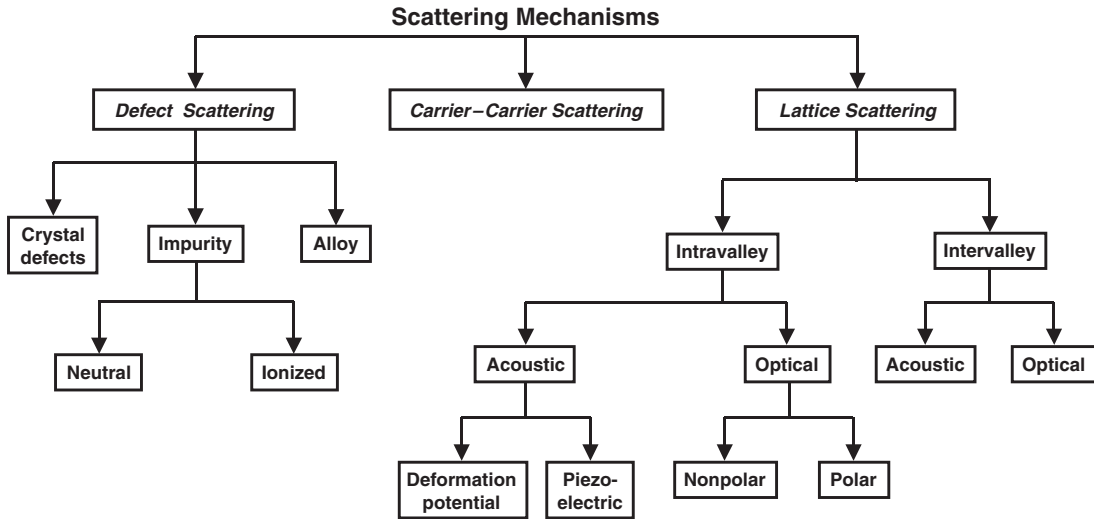 Scattering Mechanisms
Defect Scattering
Carrier–Carrier Scattering
Lattice Scattering
Crystal
defects
Impurity
Alloy
Intravalley
Intervalley
Neutral
Ionized
Acoustic
Optical
Acoustic
Optical
Deformation
potential
Piezo-
electric
Nonpolar
Polar